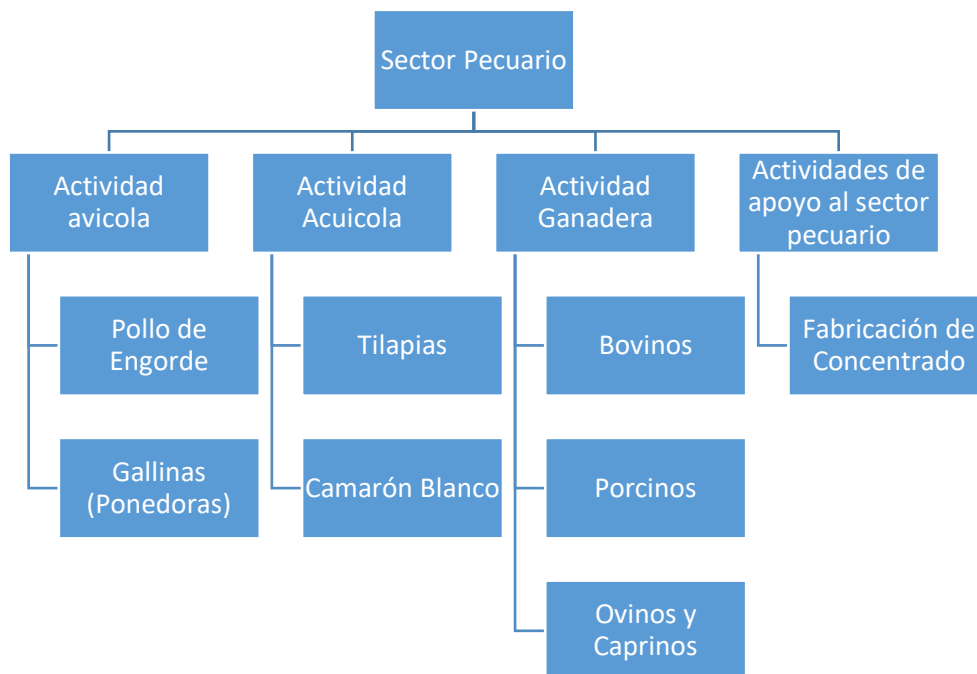 Sector Pecuario
Actividad
avicola
Actividad
Acuicola
Actividad
Ganadera
Actividades de
apoyo al sector
pecuario
Pollo de
Engorde
Tilapias
Bovinos
Fabricación de
Concentrado
Gallinas
(Ponedoras)
Camarón Blanco
Porcinos
Ovinos y
Caprinos